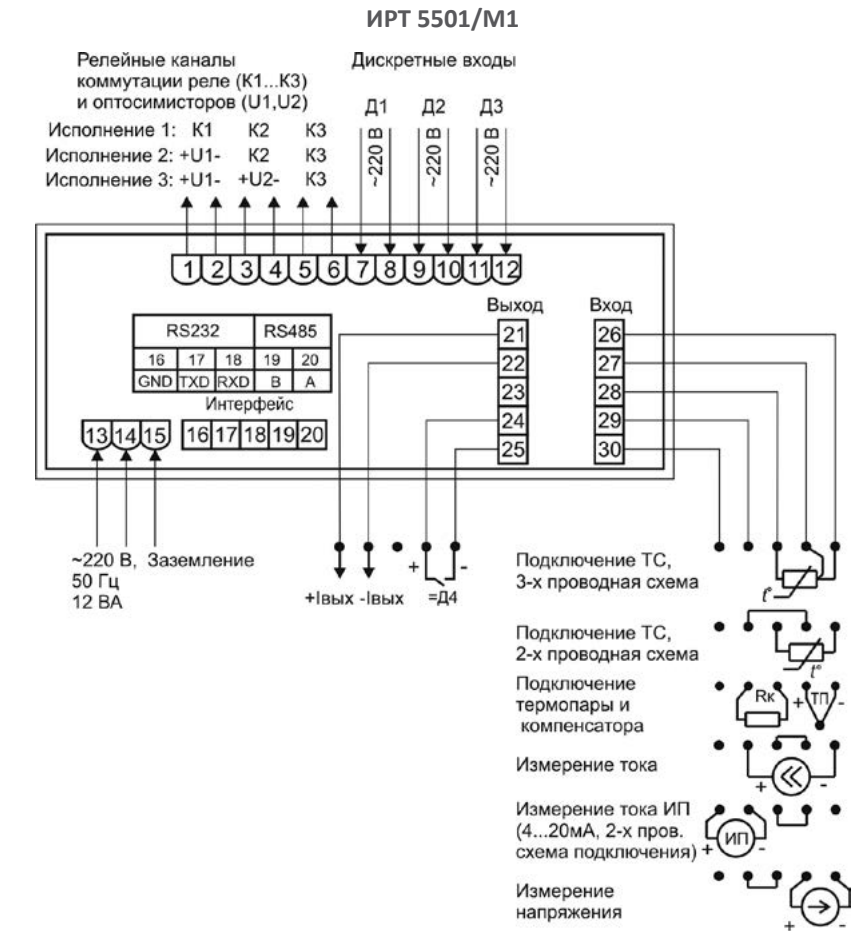 ИРТ 5501/М1
Релейные каналы
коммутации реле (К1...К3)
и оптосимисторов (U1,U2)
Дискретные входы
Д1 Д2 Д3
Исполнение 1: К1 К2 К3
Исполнение 2: +U1- К2 К3
Исполнение 3: +U1- +U2- К3
~220 В ~220 В ~220 В
1 2 3 4 5 6 7 8 9 10 11 12
Выход Вход
RS232 RS485
16 17 18 19 20
GND TXD RXD B A
Интерфейс
13 14 15 16 17 18 19 20
21 26
22 27
23 28
24 29
25 30
~220 В, Заземление
50 Гц
12 ВА
+Iвых -Iвых
+ -
=Д4
Подключение ТС,
3-х проводная схема
t°
Подключение ТС,
2-х проводная схема
t°
Подключение
термопары и
компенсатора
Rк + ТП -
Измерение тока
+ -
Измерение тока ИП
(4...20мА, 2-х пров.
схема подключения)
+ ИП -
Измерение
напряжения
+ -